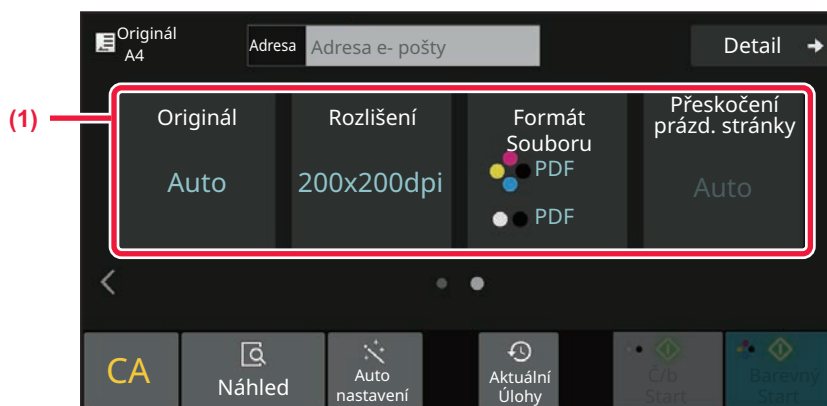 Originál
A4
Adresa
Adresa e- pošty
Detail
(1)
Originál
Auto
Rozlišení
200x200dpi
Formát
Souboru
PDF
PDF
Přeskočení
prázd. stránky
Auto
CA
Náhled
Auto
nastavení
Aktuální
Úlohy
Č/b
Start
Barevný
Start